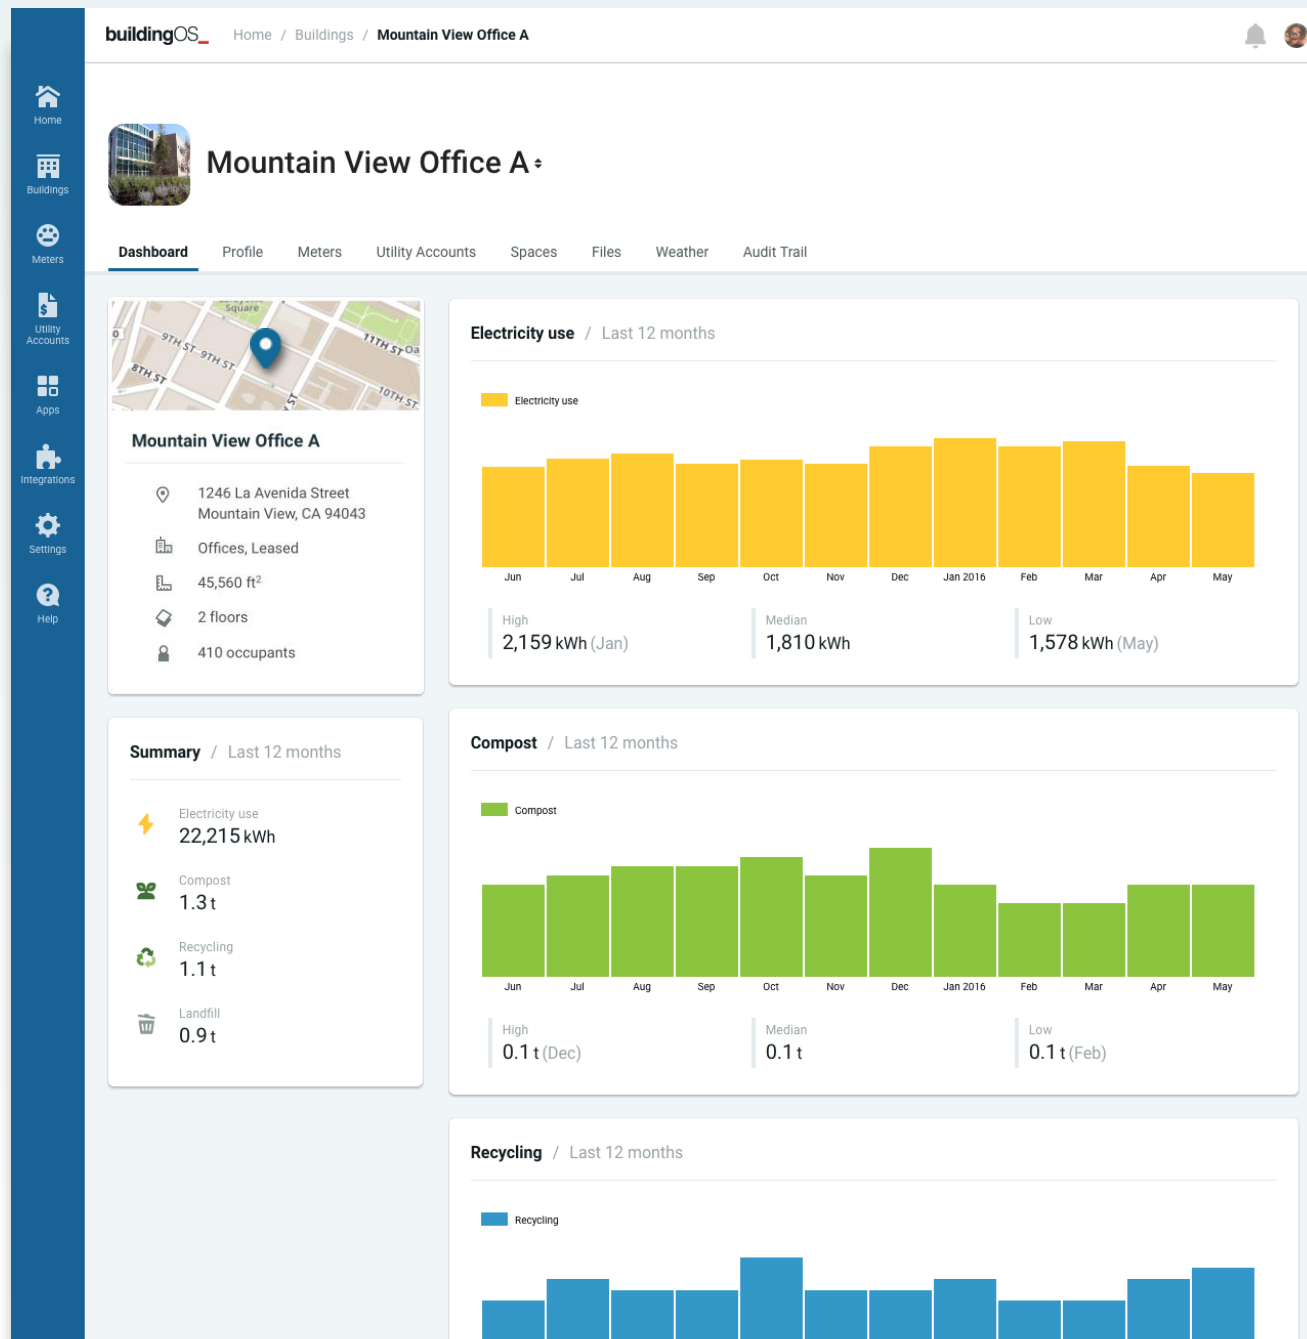 buildingOS_
Home / Buildings / Mountain View Office A
Home
Buildings
Meters
Utility
Accounts
Apps
Integrations
Settings
Help
Mountain View Office A
Dashboard Profile Meters Utility Accounts Spaces Files Weather Audit Trail
Square
9TH ST
9TH ST
8TH ST
11TH ST
10TH ST
Mountain View Office A
1246 La Avenida Street
Mountain View, CA 94043
Offices, Leased
45,560 ft²
2 floors
410 occupants
Summary / Last 12 months
Electricity use
22,215 kWh
Compost
1.3 t
Recycling
1.1 t
Landfill
0.9 t
Electricity use / Last 12 months
Electricity use
Jun Jul Aug Sep Oct Nov Dec Jan 2016 Feb Mar Apr May
High
2,159 kWh (Jan)
Median
1,810 kWh
Low
1,578 kWh (May)
Compost / Last 12 months
Compost
Jun Jul Aug Sep Oct Nov Dec Jan 2016 Feb Mar Apr May
High
0.1 t (Dec)
Median
0.1 t
Low
0.1 t (Feb)
Recycling / Last 12 months
Recycling